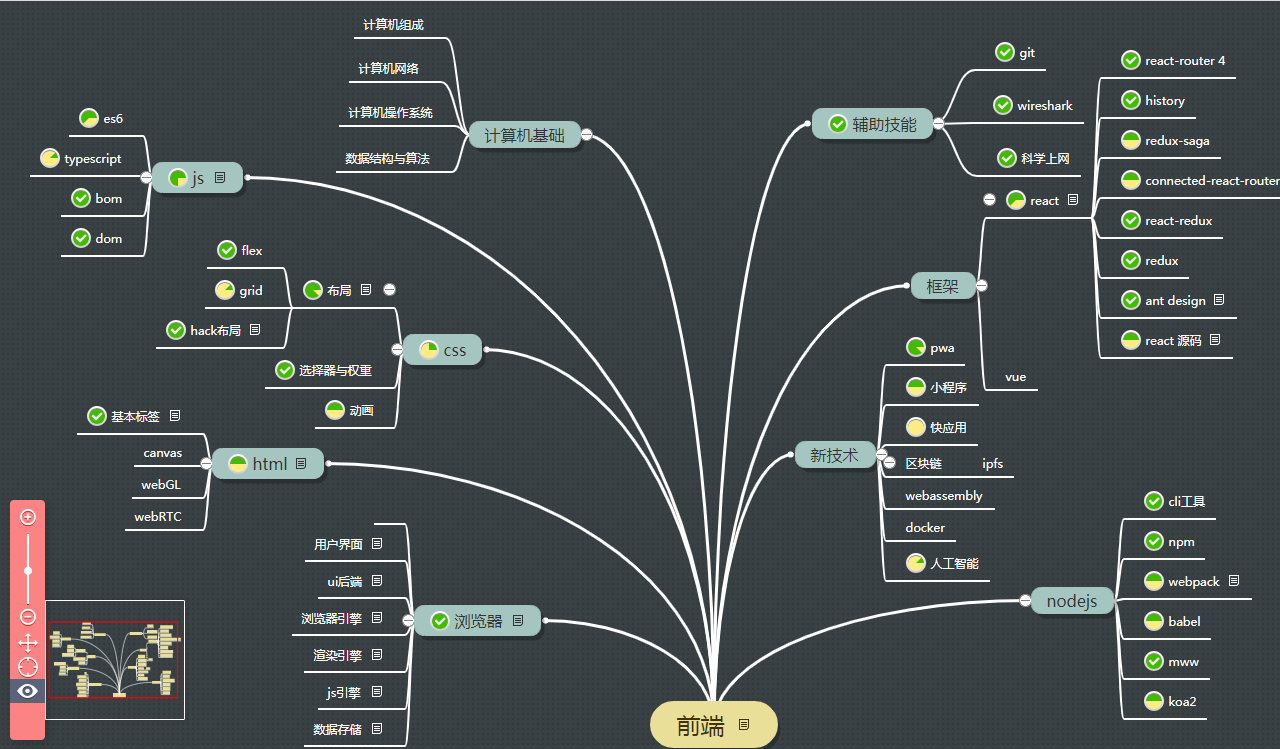 计算机组成
计算机网络
计算机操作系统
数据结构与算法
计算机基础
es6
typescript
bom
dom
js
flex
grid
hack布局
布局
选择器与权重
动画
css
基本标签
canvas
webGL
webRTC
html
用户界面
ui后端
浏览器引擎
渲染引擎
js引擎
数据存储
浏览器
前端
git
wireshark
科学上网
辅助技能
react
react-router 4
history
redux-saga
connected-react-router
react-redux
redux
ant design
react 源码
框架
vue
pwa
小程序
快应用
区块链
ipfs
webassembly
docker
人工智能
新技术
cli工具
npm
webpack
babel
mww
koa2
nodejs